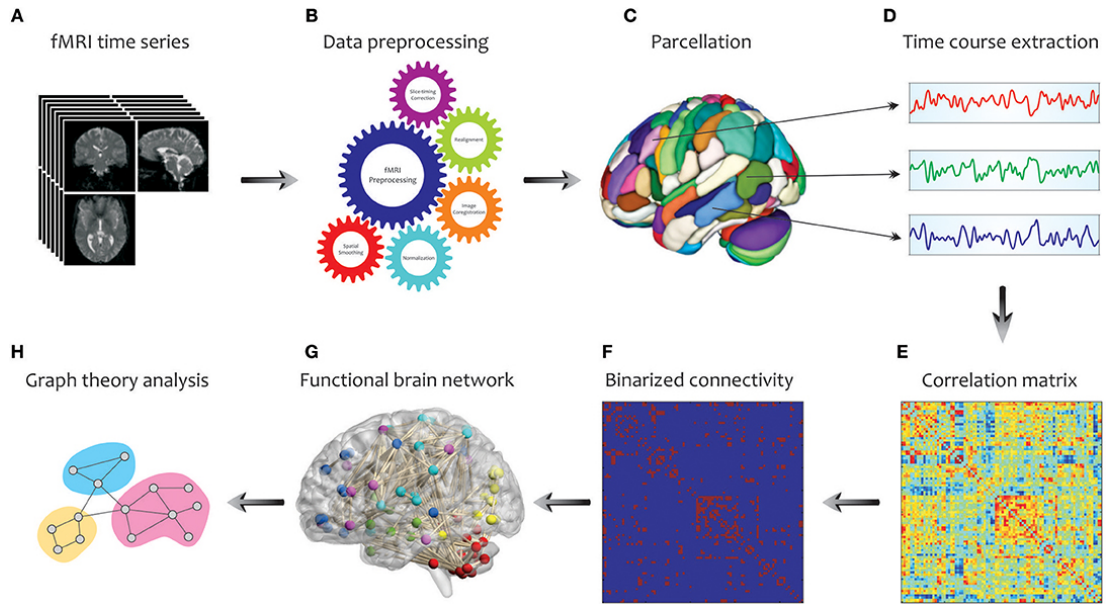 A
fMRI time series
B
Data preprocessing
Slice-timing
Correction
Realignment
fMRI
Preprocessing
Image
Coregistration
Normalization
Spatial
Smoothing
C
Parcellation
D
Time course extraction
E
Correlation matrix
F
Binarized connectivity
G
Functional brain network
H
Graph theory analysis